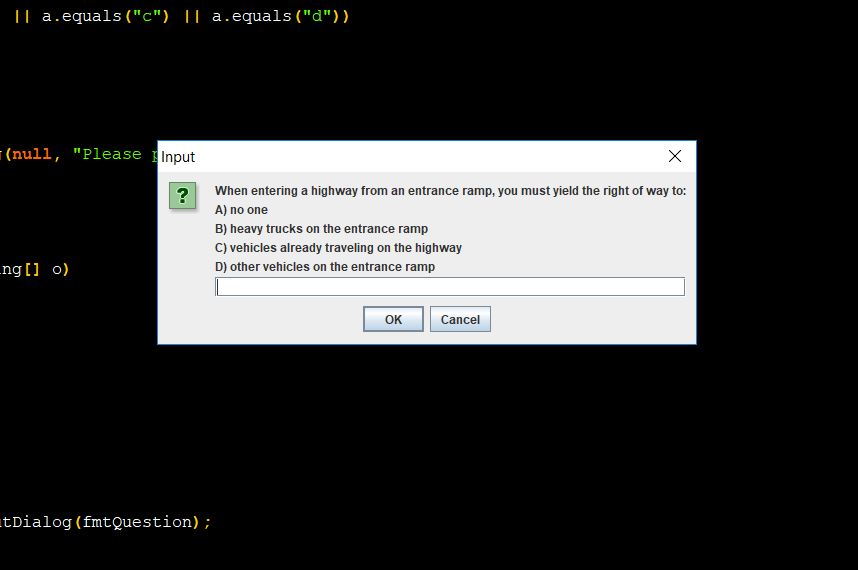 || a.equals("c") || a.equals("d"))
(null, "Please
Input
When entering a highway from an entrance ramp, you must yield the right of way to:
A) no one
B) heavy trucks on the entrance ramp
C) vehicles already traveling on the highway
D) other vehicles on the entrance ramp
OK Cancel
ng[] o)
tDialog(fmtQuestion);